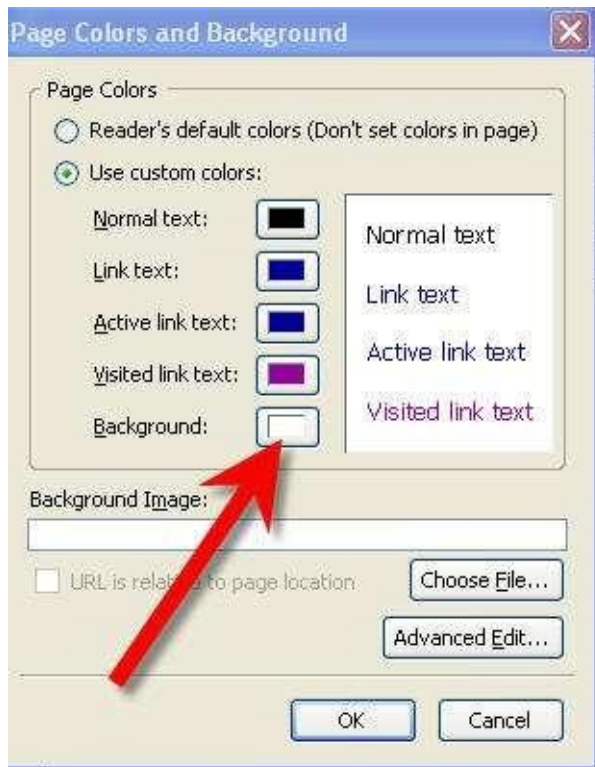 Page Colors and Background
Page Colors
Reader's default colors (Don't set colors in page)
Use custom colors:
Normal text:
Link text:
Active link text:
Visited link text:
Background:
Normal text
Link text
Active link text
Visited link text
Background Image:
URL is relative to page location
Choose File...
Advanced Edit...
OK Cancel